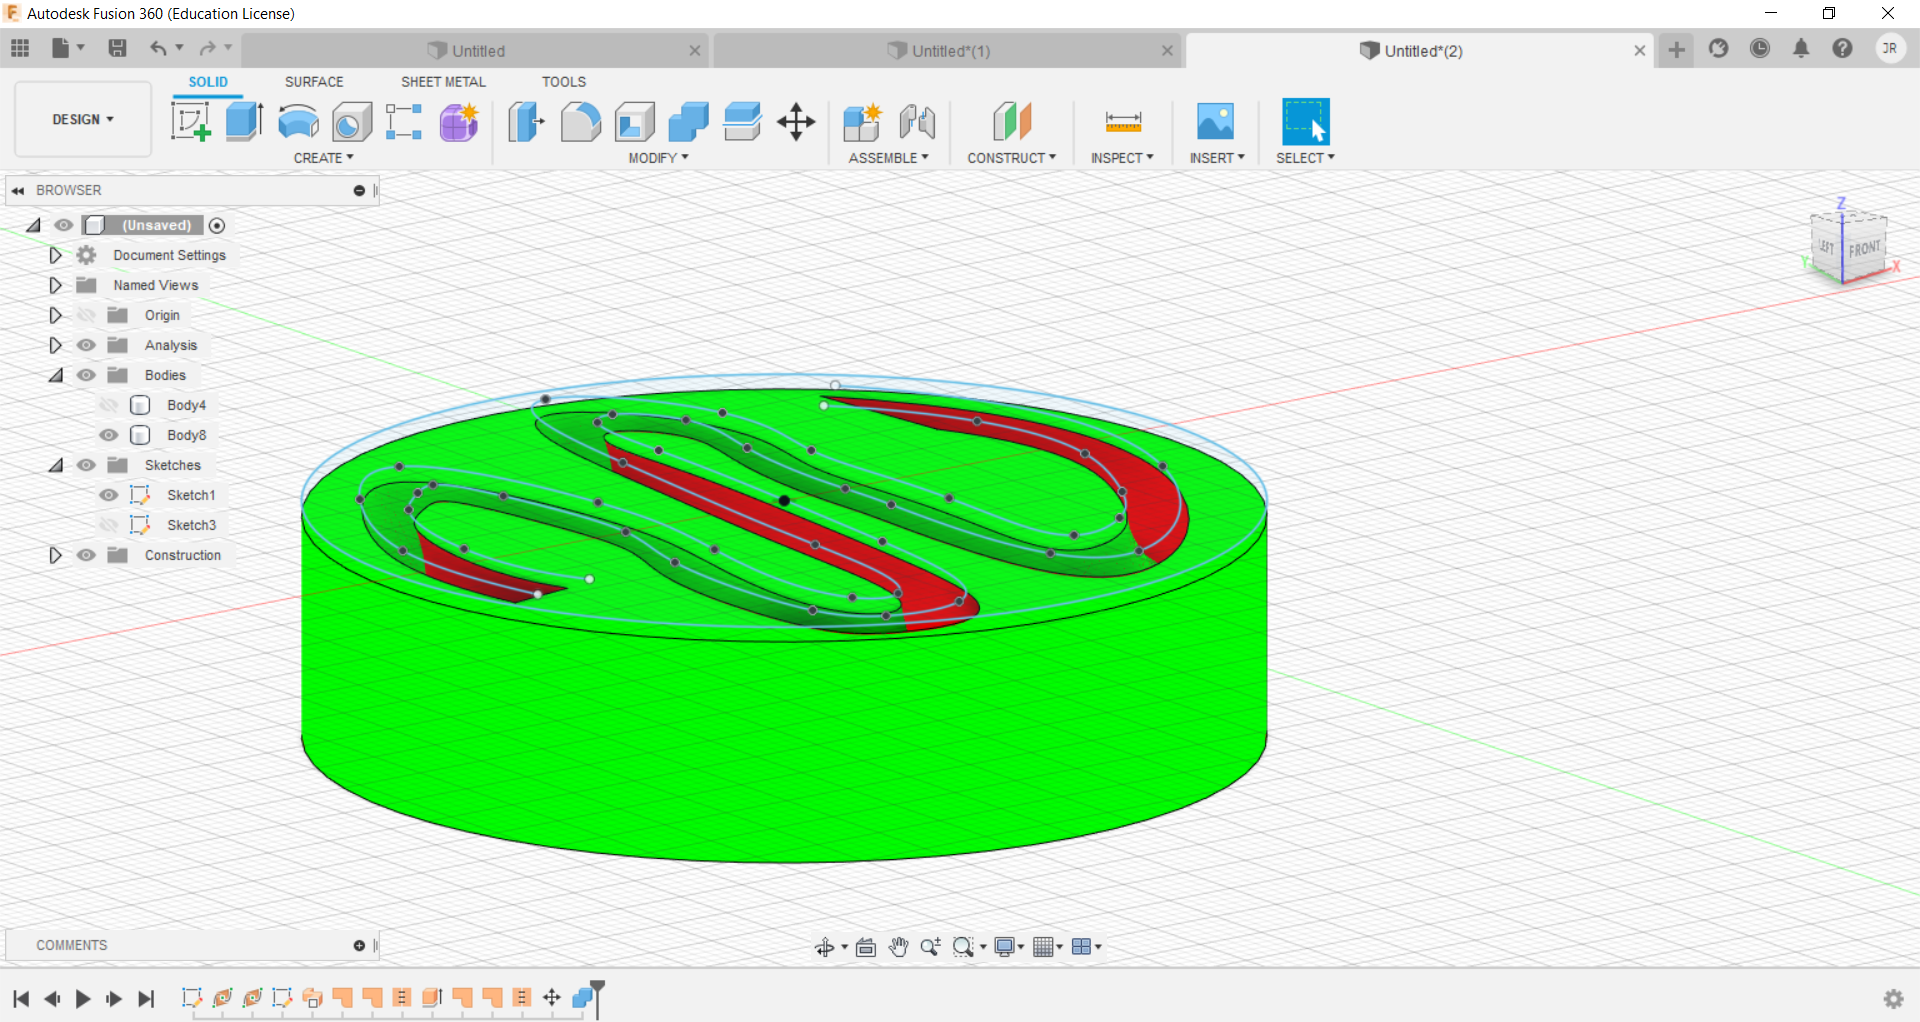 Autodesk Fusion 360 (Education License)
Untitled
Untitled*(1)
Untitled*(2)
JR
SOLID
SURFACE
SHEET METAL
TOOLS
DESIGN
CREATE
MODIFY
ASSEMBLE
CONSTRUCT
INSPECT
INSERT
SELECT
BROWSER
(Unsaved)
Document Settings
Named Views
Origin
Analysis
Bodies
Body4
Body8
Sketches
Sketch1
Sketch3
Construction
Z
LEFT
FRONT
Y
X
COMMENTS